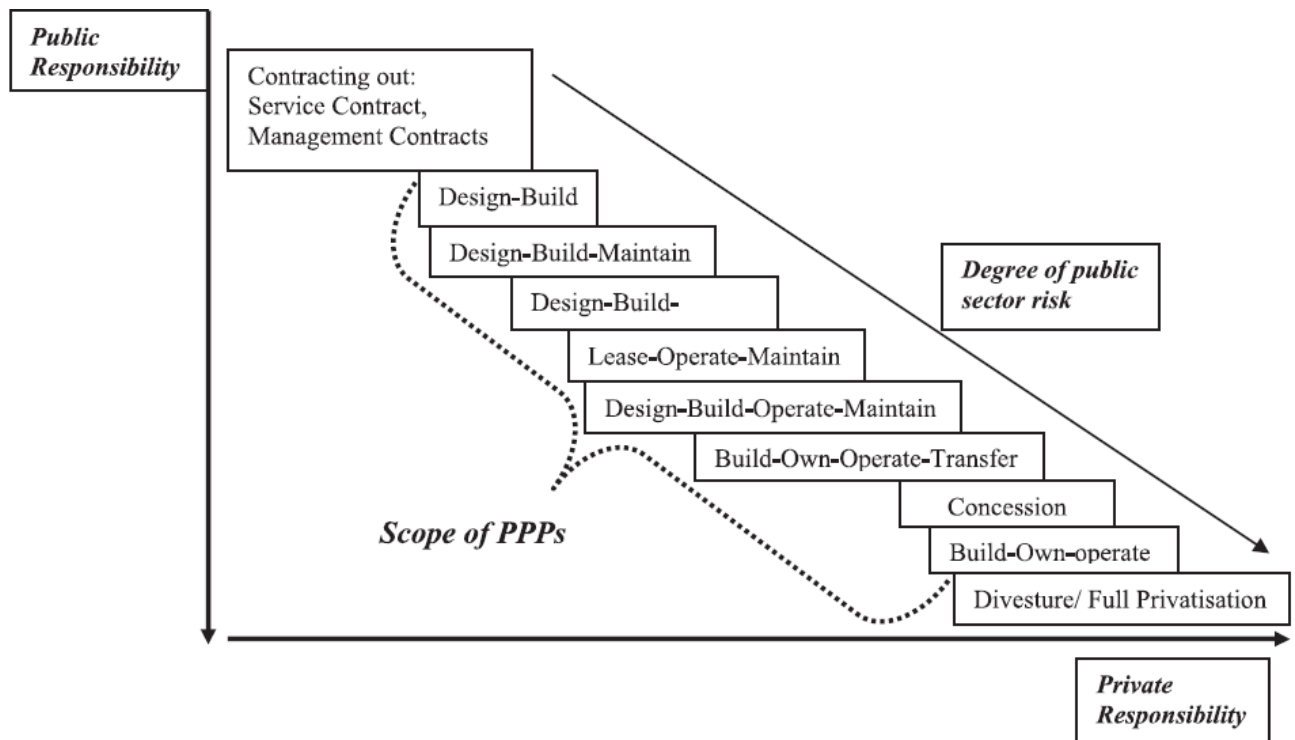 Public
Responsibility
Contracting out:
Service Contract,
Management Contracts
Design-Build
Design-Build-Maintain
Design-Build-
Lease-Operate-Maintain
Design-Build-Operate-Maintain
Build-Own-Operate-Transfer
Concession
Build-Own-operate
Divesture/ Full Privatisation
Degree of public
sector risk
Scope of PPPs
Private
Responsibility